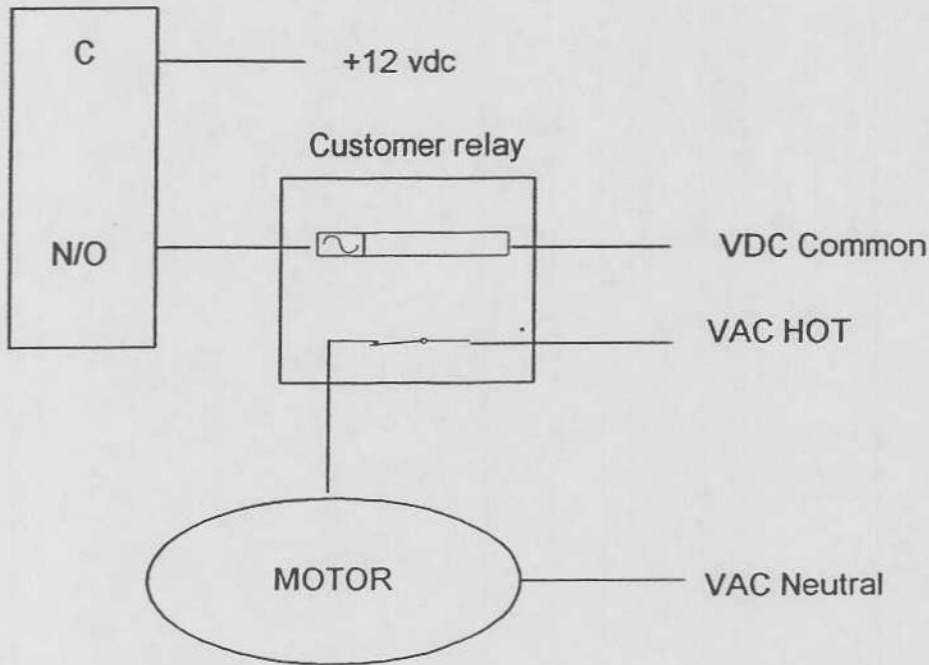 C
+12 vdc
Customer relay
N/O
VDC Common
VAC HOT
MOTOR
VAC Neutral